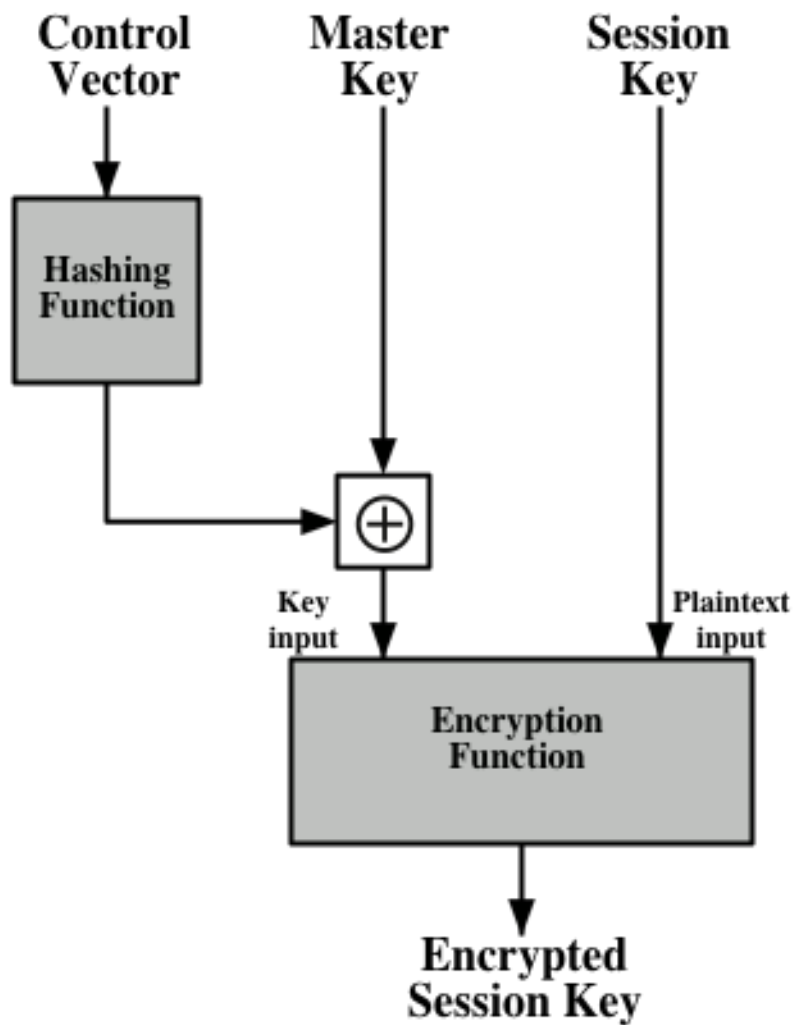 Control
Vector
Master
Key
Session
Key
Hashing
Function
Key
input
Plaintext
input
Encryption
Function
Encrypted
Session Key